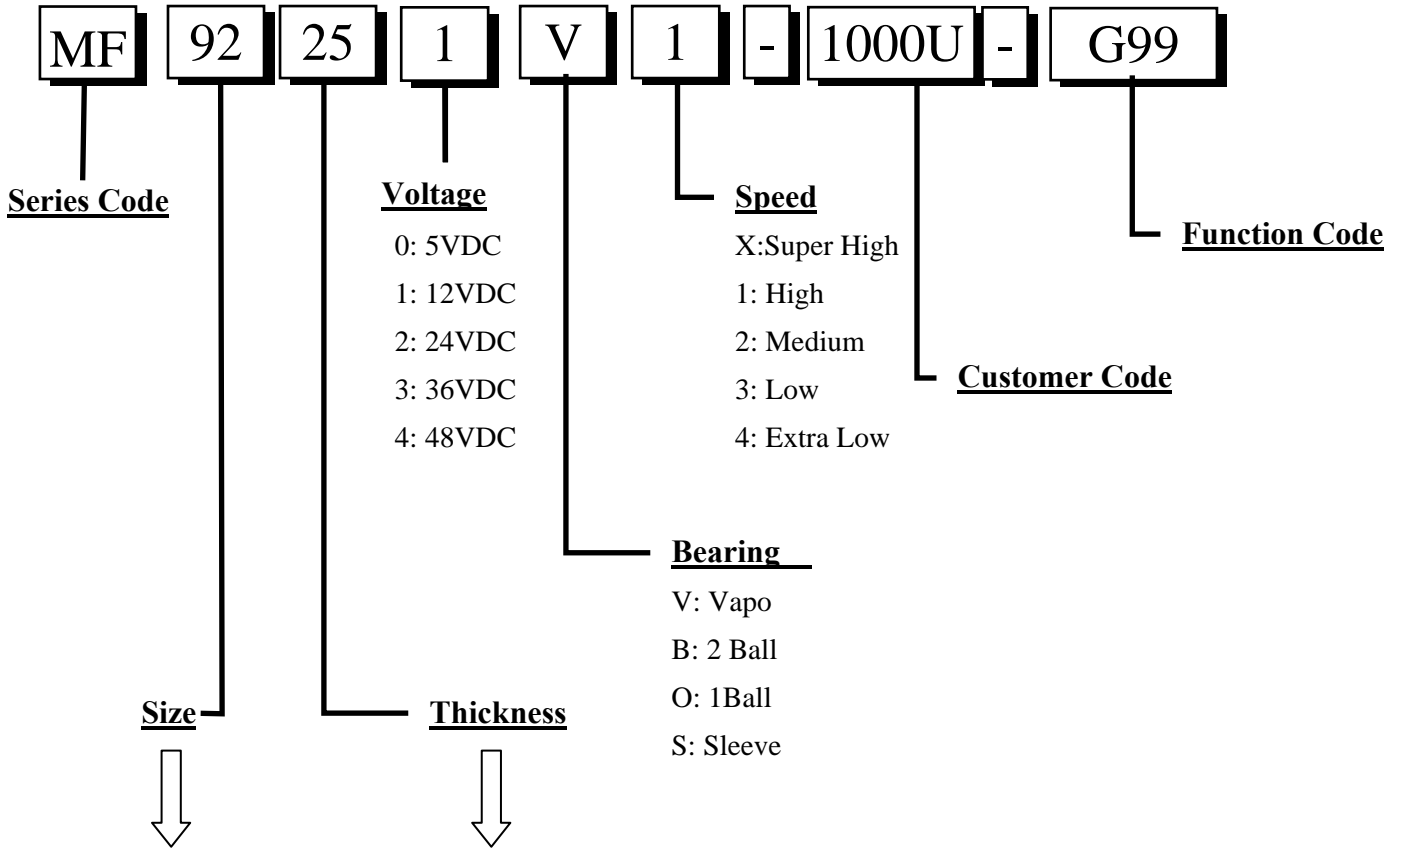 MF 92 25 1 V 1 - 1000U - G99
Series Code
Voltage
0: 5VDC
1: 12VDC
2: 24VDC
3: 36VDC
4: 48VDC
Speed
X:Super High
1: High
2: Medium
3: Low
4: Extra Low
Function Code
Customer Code
Bearing
V: Vapo
B: 2 Ball
O: 1Ball
S: Sleeve
Size
Thickness